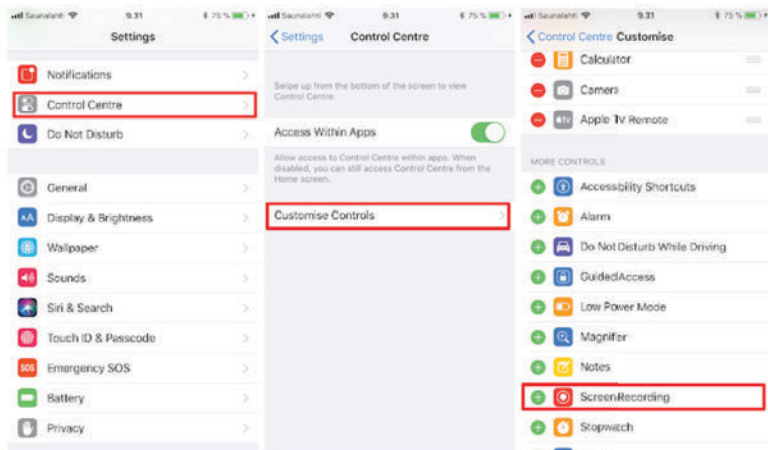 Saunalahti 9.31 75 %
Settings
Notifications
Control Centre
Do Not Disturb
General
AA Display & Brightness
Wallpaper
Sounds
Siri & Search
Touch ID & Passcode
SOS Emergency SOS
Battery
Privacy
Saunalahti 9.31 75 %
Settings Control Centre
Swipe up from the bottom of the screen to view
Control Centre.
Access Within Apps
Allow access to Control Centre within apps. When
disabled, you can still access Control Centre from the
Home screen.
Customise Controls
Saunalahti 9.31 75 %
Control Centre Customise
Calculator
Camera
tv Apple TV Remote
MORE CONTROLS
Accessbility Shortcuts
Alarm
Do Not Disturb While Driving
GuidedAccess
Low Power Mode
Magnifier
Notes
ScreenRecording
Stopwatch